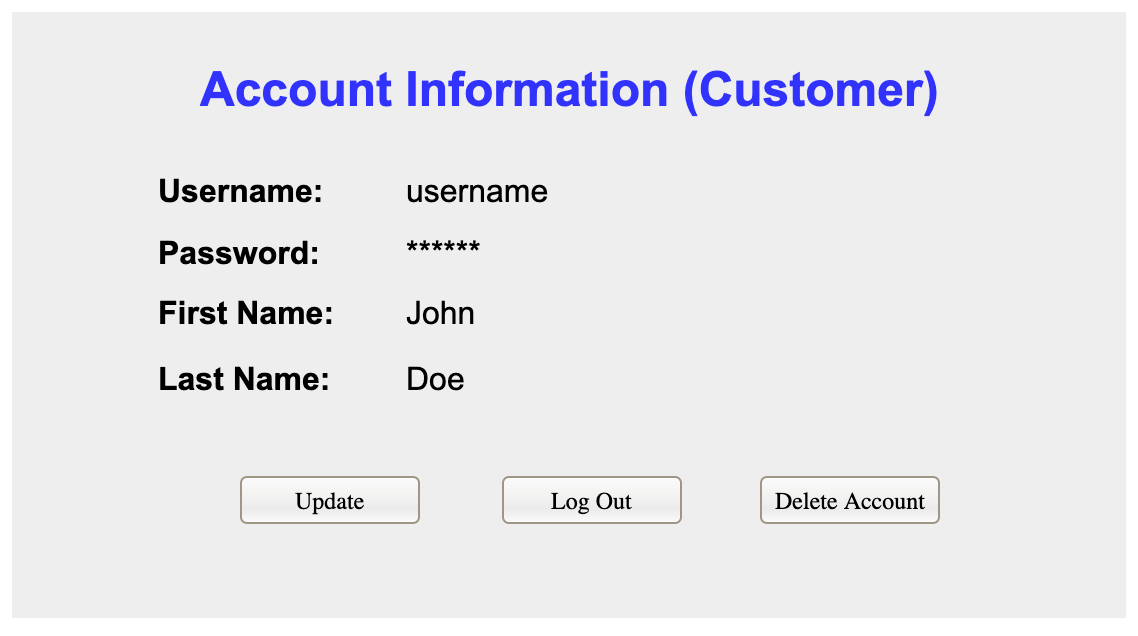 Account Information (Customer)
Username: username
Password: ******
First Name: John
Last Name: Doe
Update Log Out Delete Account